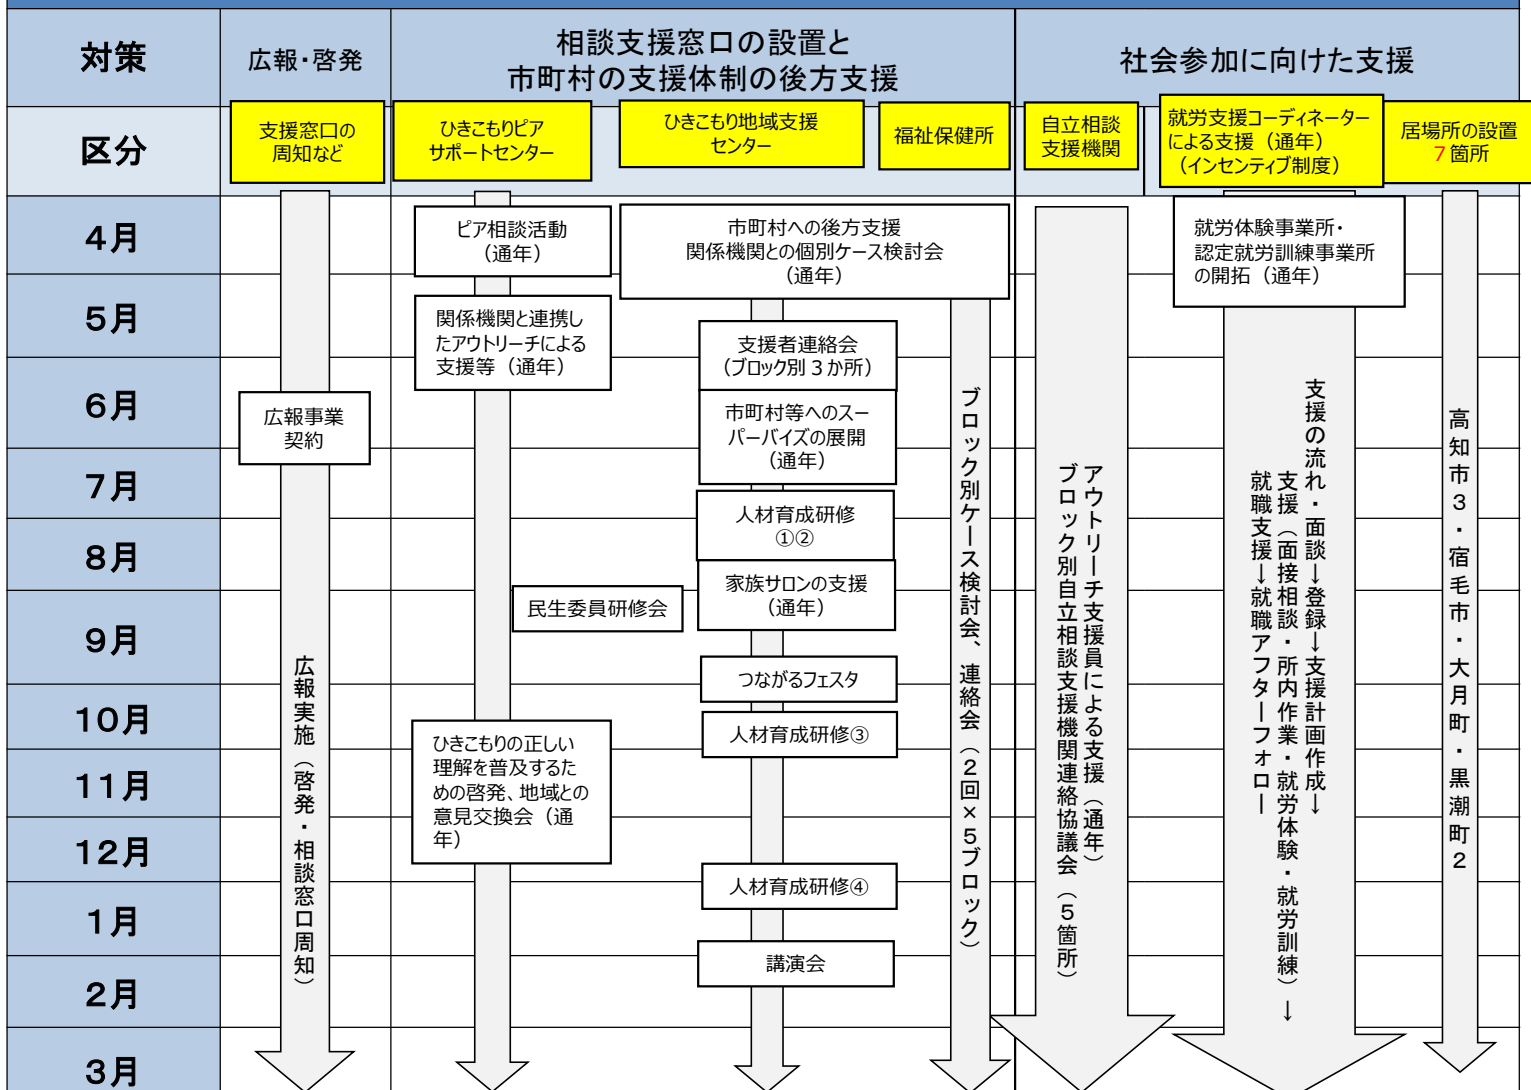 対策
広報・啓発
相談支援窓口の設置と
市町村の支援体制の後方支援
社会参加に向けた支援
区分
支援窓口の
周知など
ひきこもりピア
サポートセンター
ひきこもり地域支援
センター
福祉保健所
自立相談
支援機関
就労支援コーディネーター
による支援（通年）
（インセンティブ制度）
居場所の設置
7箇所
4月
5月
6月
7月
8月
9月
10月
11月
12月
1月
2月
3月
広報事業
契約
広報実施（啓発・相談窓口周知）
ピア相談活動
（通年）
関係機関と連携し
たアウトリーチによる
支援等（通年）
民生委員研修会
ひきこもりの正しい
理解を普及するた
めの啓発、地域との
意見交換会（通
年）
市町村への後方支援
関係機関との個別ケース検討会
（通年）
支援者連絡会
（ブロック別３か所）
市町村等へのスー
パーバイズの展開
（通年）
人材育成研修
①②
家族サロンの支援
（通年）
つながるフェスタ
人材育成研修③
人材育成研修④
講演会
ブロック別ケース検討会、連絡会（２回×５ブロック）
アウトリーチ支援員による支援（通年）
ブロック別自立相談支援機関連絡協議会（５箇所）
就労体験事業所・
認定就労訓練事業所
の開拓（通年）
支援の流れ・面談→登録→支援計画作成→
支援（面接相談・所内作業・就労体験・就労訓練）→
就職支援→就職アフターフォロー
高知市３・宿毛市・大月町・黒潮町２